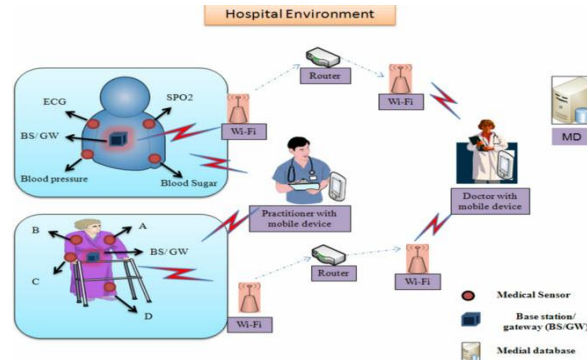 Hospital Environment
ECG
SPO2
BS/GW
Blood pressure
Blood Sugar
Wi-Fi
Router
Wi-Fi
MD
Practitioner with
mobile device
Doctor with
mobile device
B
A
BS/GW
C
D
Wi-Fi
Router
Wi-Fi
Medical Sensor
Base station/
gateway (BS/GW)
Medial database